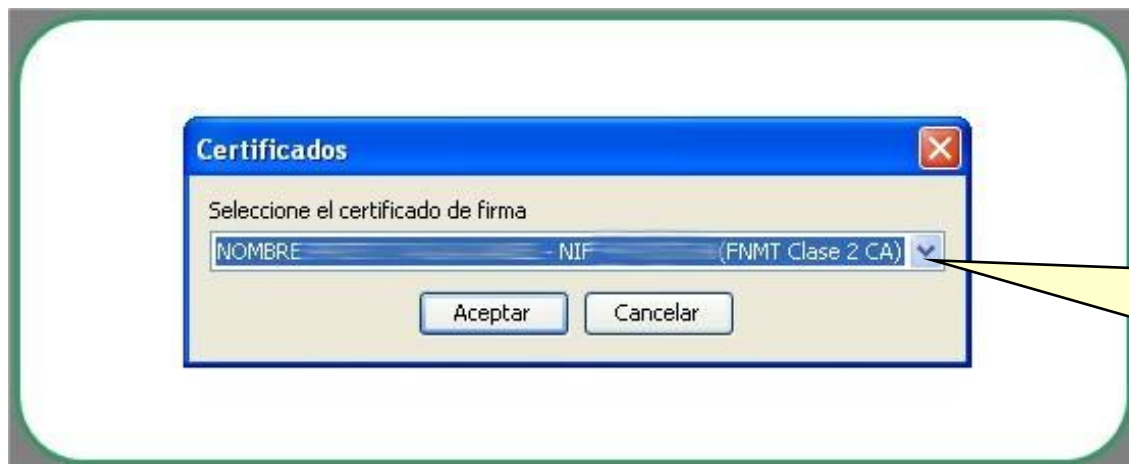 Certificados
Seleccione el certificado de firma
NOMBRE - NIF (FNMT Clase 2 CA)
Aceptar Cancelar